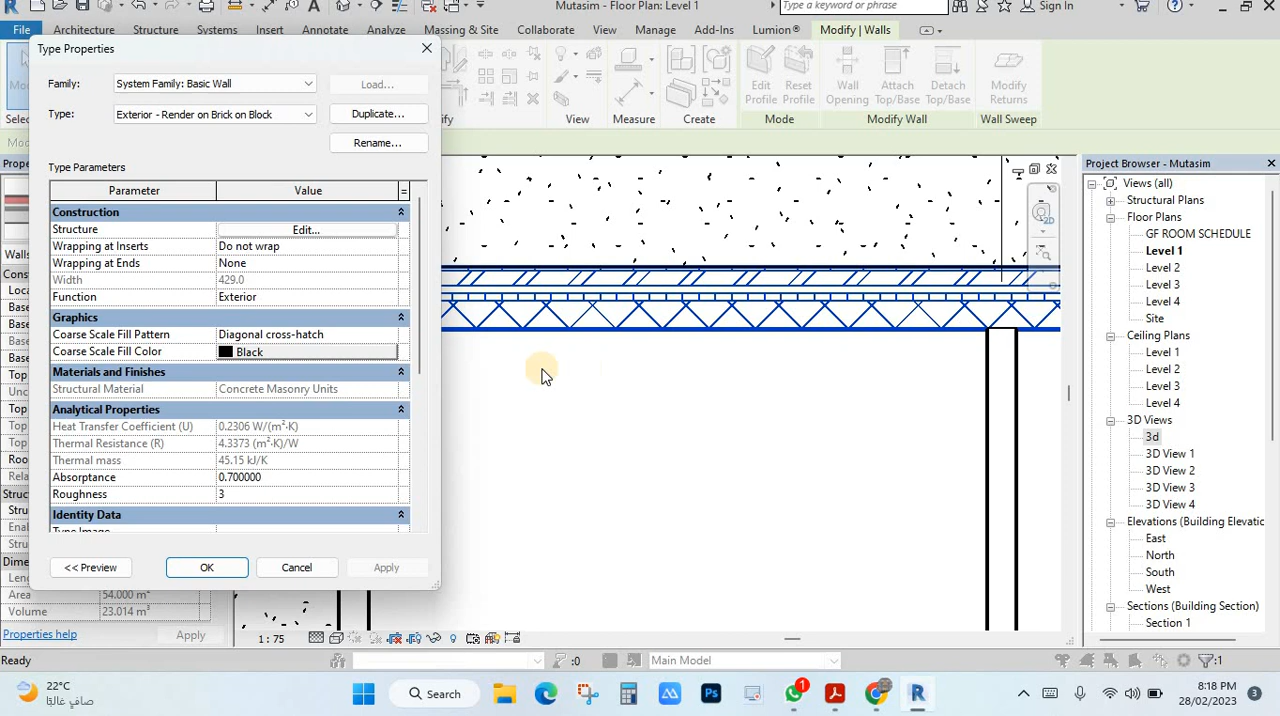 Mutasim - Floor Plan: Level 1
Sign In
File
Architecture
Structure
Systems
Insert
Annotate
Analyze
Massing & Site
Collaborate
View
Manage
Add-Ins
Lumion®
Modify | Walls
Edit
Profile
Reset
Profile
Wall
Opening
Attach
Top/Base
Detach
Top/Base
Modify
Returns
View
Measure
Create
Mode
Modify Wall
Wall Sweep
Type Properties
Family:
System Family: Basic Wall
Load...
Type:
Exterior - Render on Brick on Block
Duplicate...
Rename...
Type Parameters
Parameter
Value
=
Construction
Structure
Edit...
Wrapping at Inserts
Do not wrap
Wrapping at Ends
None
Width
429.0
Function
Exterior
Graphics
Coarse Scale Fill Pattern
Diagonal cross-hatch
Coarse Scale Fill Color
Black
Materials and Finishes
Structural Material
Concrete Masonry Units
Analytical Properties
Heat Transfer Coefficient (U)
0.2306 W/(m²·K)
Thermal Resistance (R)
4.3373 (m²·K)/W
Thermal mass
45.15 kJ/K
Absorptance
0.700000
Roughness
3
Identity Data
Type Image
<< Preview
OK
Cancel
Apply
Area
54.000 m²
Volume
23.014 m³
Properties help
Apply
1 : 75
2D
Project Browser - Mutasim
Views (all)
Structural Plans
Floor Plans
GF ROOM SCHEDULE
Level 1
Level 2
Level 3
Level 4
Site
Ceiling Plans
Level 1
Level 2
Level 3
Level 4
3D Views
3d
3D View 1
3D View 2
3D View 3
3D View 4
Elevations (Building Elevatic
East
North
South
West
Sections (Building Section)
Section 1
Ready
:0
Main Model
:1
22°C
صافٍ غالبًا
Search
Ps
1
R
8:18 PM
28/02/2023
3